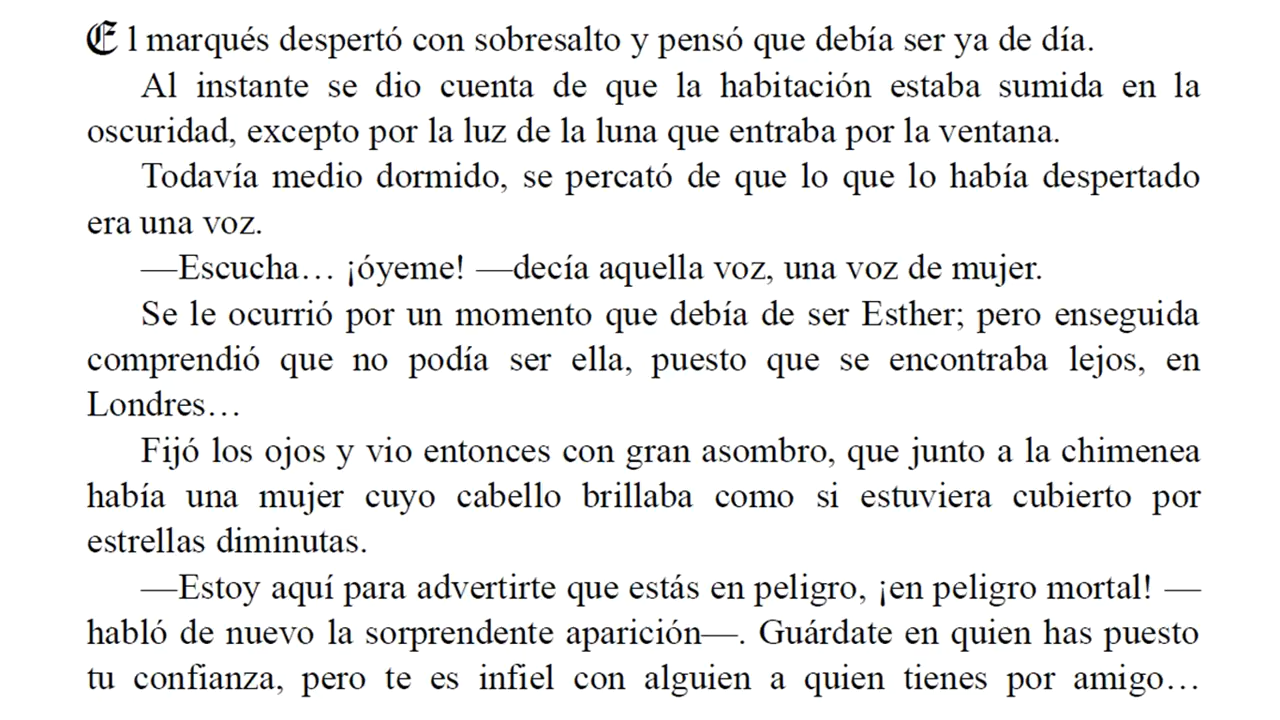 El marqués despertó con sobresalto y pensó que debía ser ya de día.
Al instante se dio cuenta de que la habitación estaba sumida en la
oscuridad, excepto por la luz de la luna que entraba por la ventana.
Todavía medio dormido, se percató de que lo que lo había despertado
era una voz.
—Escucha… ¡óyeme! —decía aquella voz, una voz de mujer.
Se le ocurrió por un momento que debía de ser Esther; pero enseguida
comprendió que no podía ser ella, puesto que se encontraba lejos, en
Londres…
Fijó los ojos y vio entonces con gran asombro, que junto a la chimenea
había una mujer cuyo cabello brillaba como si estuviera cubierto por
estrellas diminutas.
—Estoy aquí para advertirte que estás en peligro, ¡en peligro mortal! —
habló de nuevo la sorprendente aparición—. Guárdate en quien has puesto
tu confianza, pero te es infiel con alguien a quien tienes por amigo…